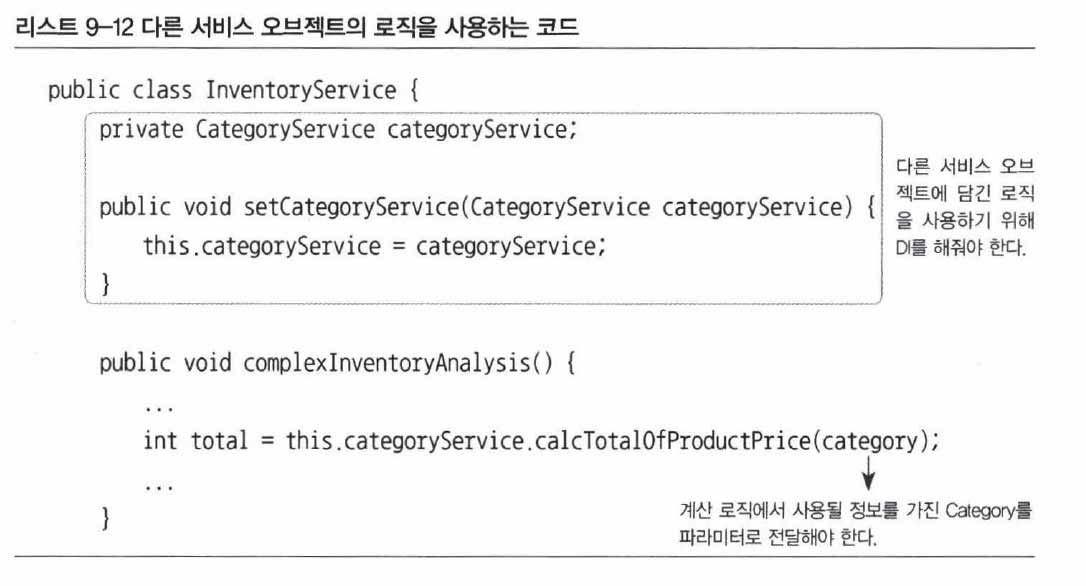 리스트 9-12 다른 서비스 오브젝트의 로직을 사용하는 코드
public class InventoryService {
private CategoryService categoryService;
public void setCategoryService(CategoryService categoryService) {
this.categoryService = categoryService;
}
다른 서비스 오브
젝트에 담긴 로직
을 사용하기 위해
DI를 해줘야 한다.
public void complexInventoryAnalysis() {
...
int total = this.categoryService.calcTotalOfProductPrice(category);
...
}
계산 로직에서 사용될 정보를 가진 Category를
파라미터로 전달해야 한다.